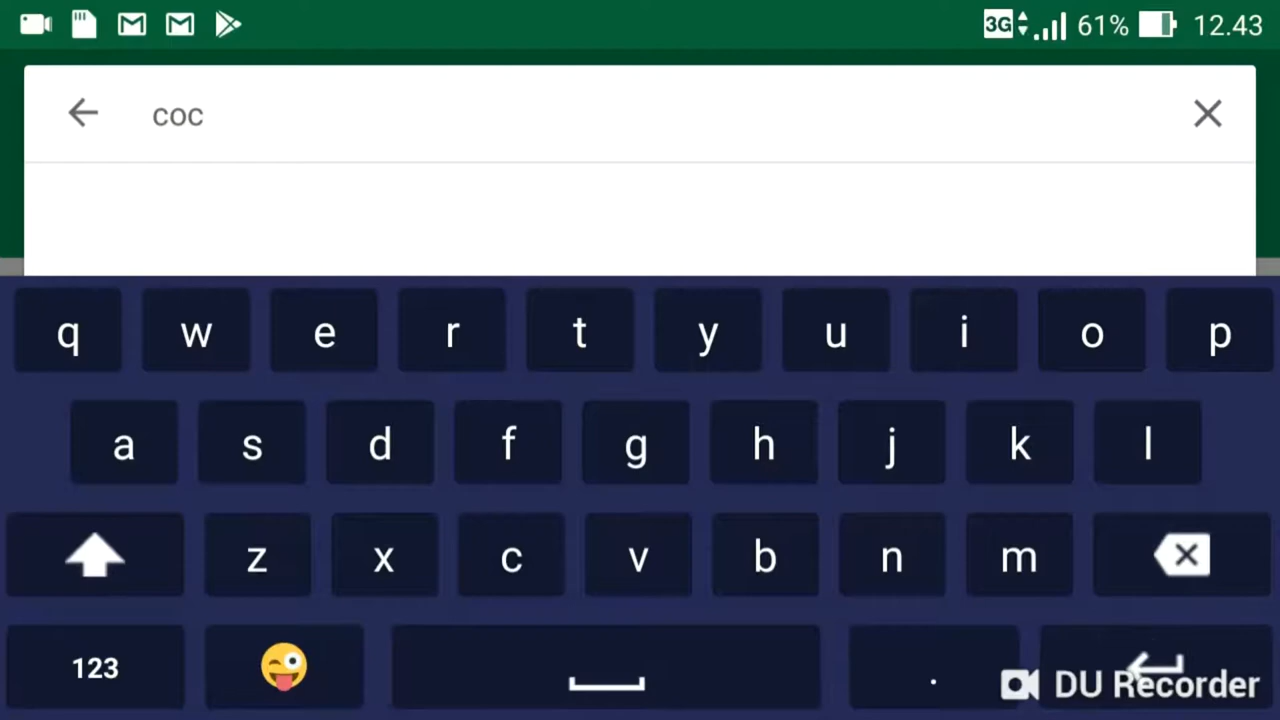 3G 61% 12.43
coc
q w e r t y u i o p
a s d f g h j k l
z x c v b n m
123 .
DU Recorder